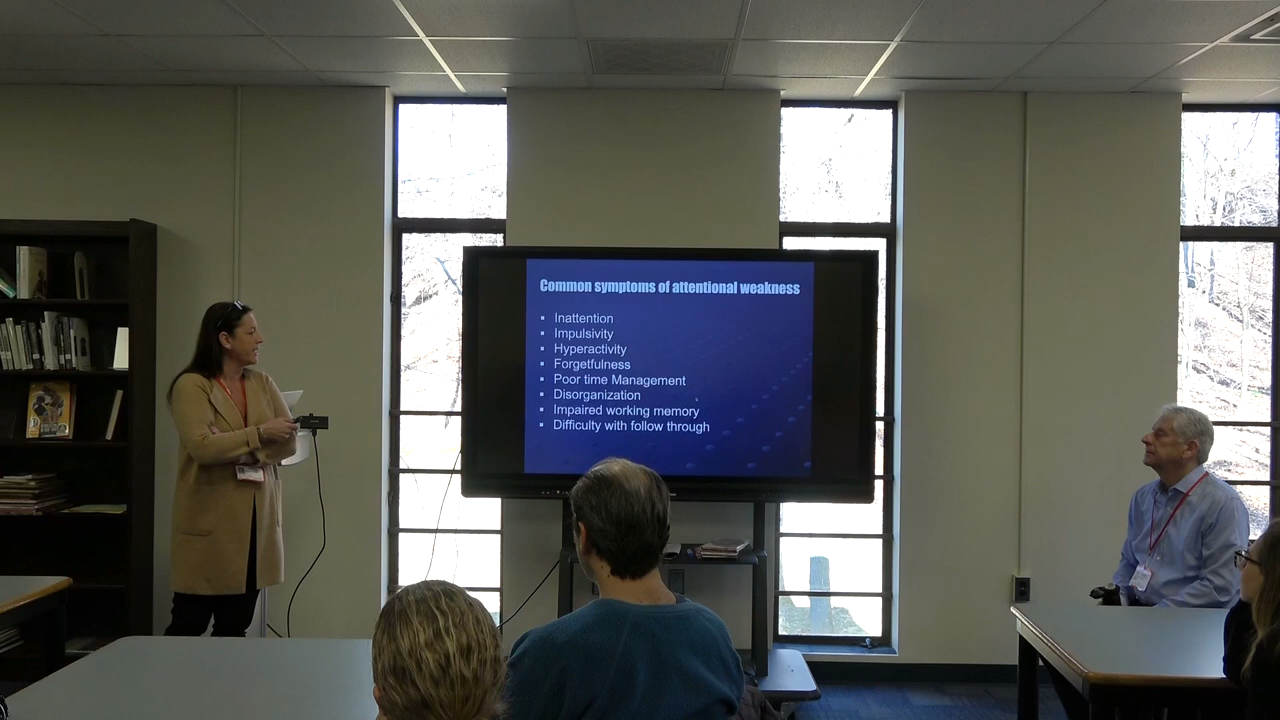 Common symptoms of attentional weakness
Inattention
Impulsivity
Hyperactivity
Forgetfulness
Poor time Management
Disorganization
Impaired working memory
Difficulty with follow through